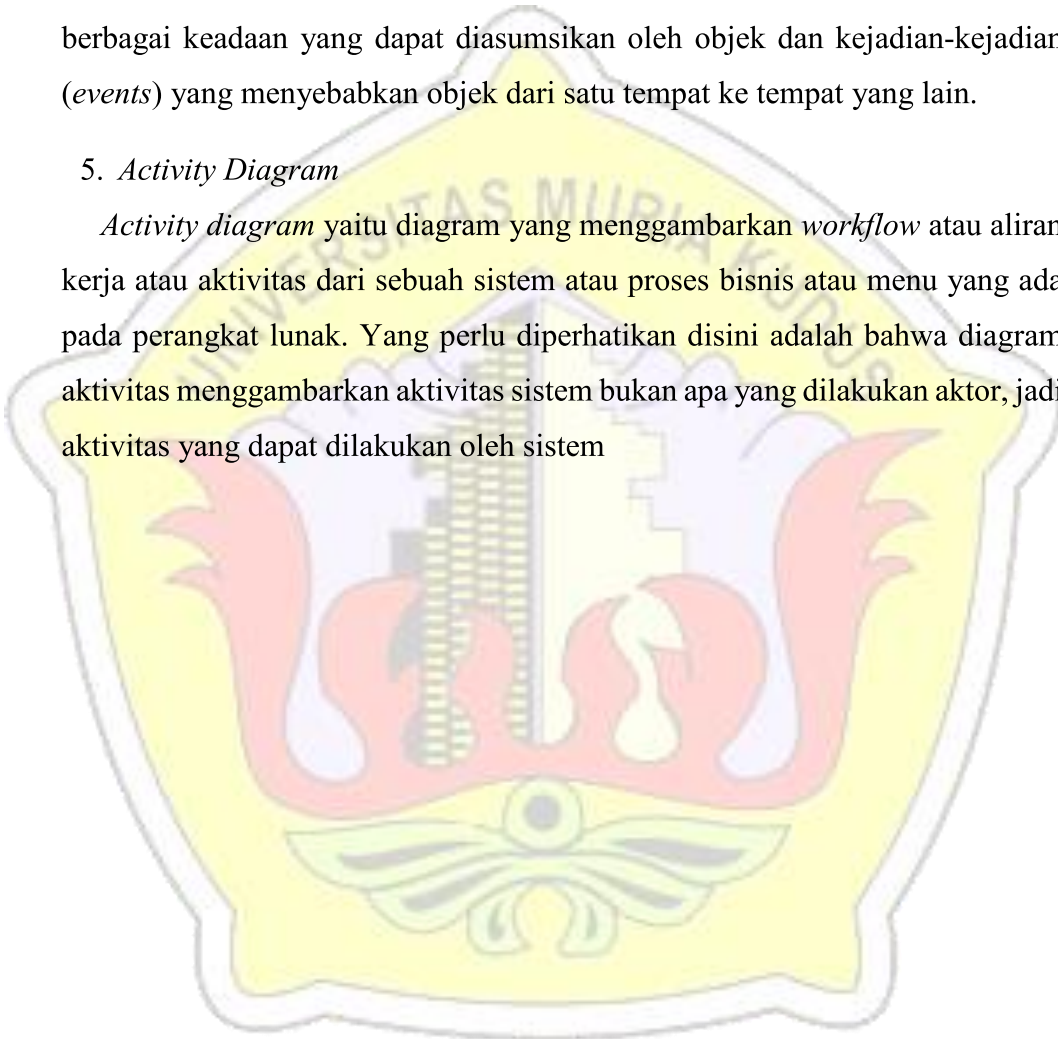 berbagai keadaan yang dapat diasumsikan oleh objek dan kejadian-kejadian
(events) yang menyebabkan objek dari satu tempat ke tempat yang lain.
5. Activity Diagram
Activity diagram yaitu diagram yang menggambarkan workflow atau aliran
kerja atau aktivitas dari sebuah sistem atau proses bisnis atau menu yang ada
pada perangkat lunak. Yang perlu diperhatikan disini adalah bahwa diagram
aktivitas menggambarkan aktivitas sistem bukan apa yang dilakukan aktor, jadi
aktivitas yang dapat dilakukan oleh sistem
UNIVERSITAS MURIA KUDUS